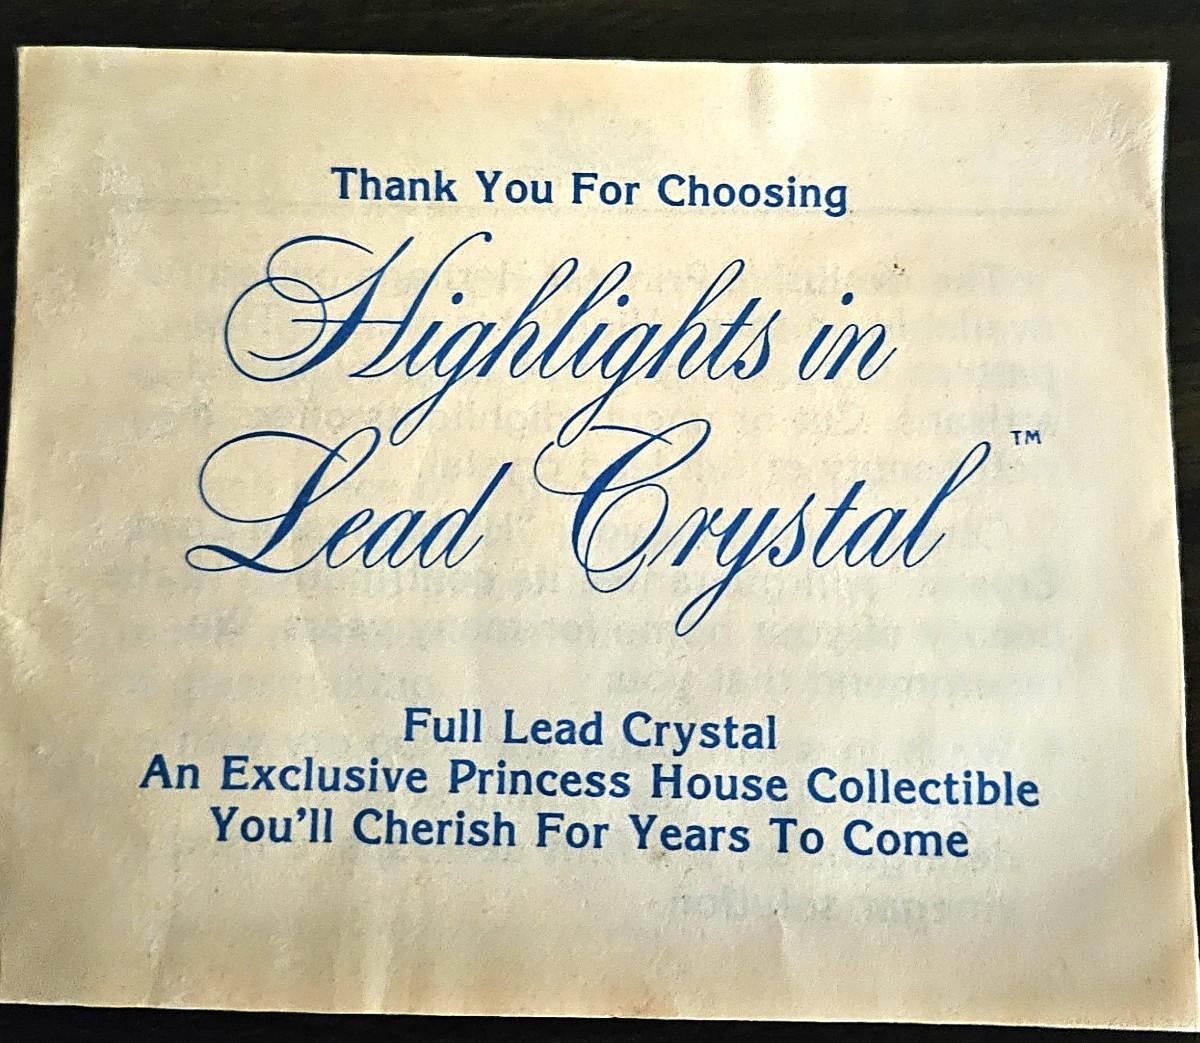 Thank You For Choosing
Highlights in
Lead Crystal™
Full Lead Crystal
An Exclusive Princess House Collectible
You'll Cherish For Years To Come